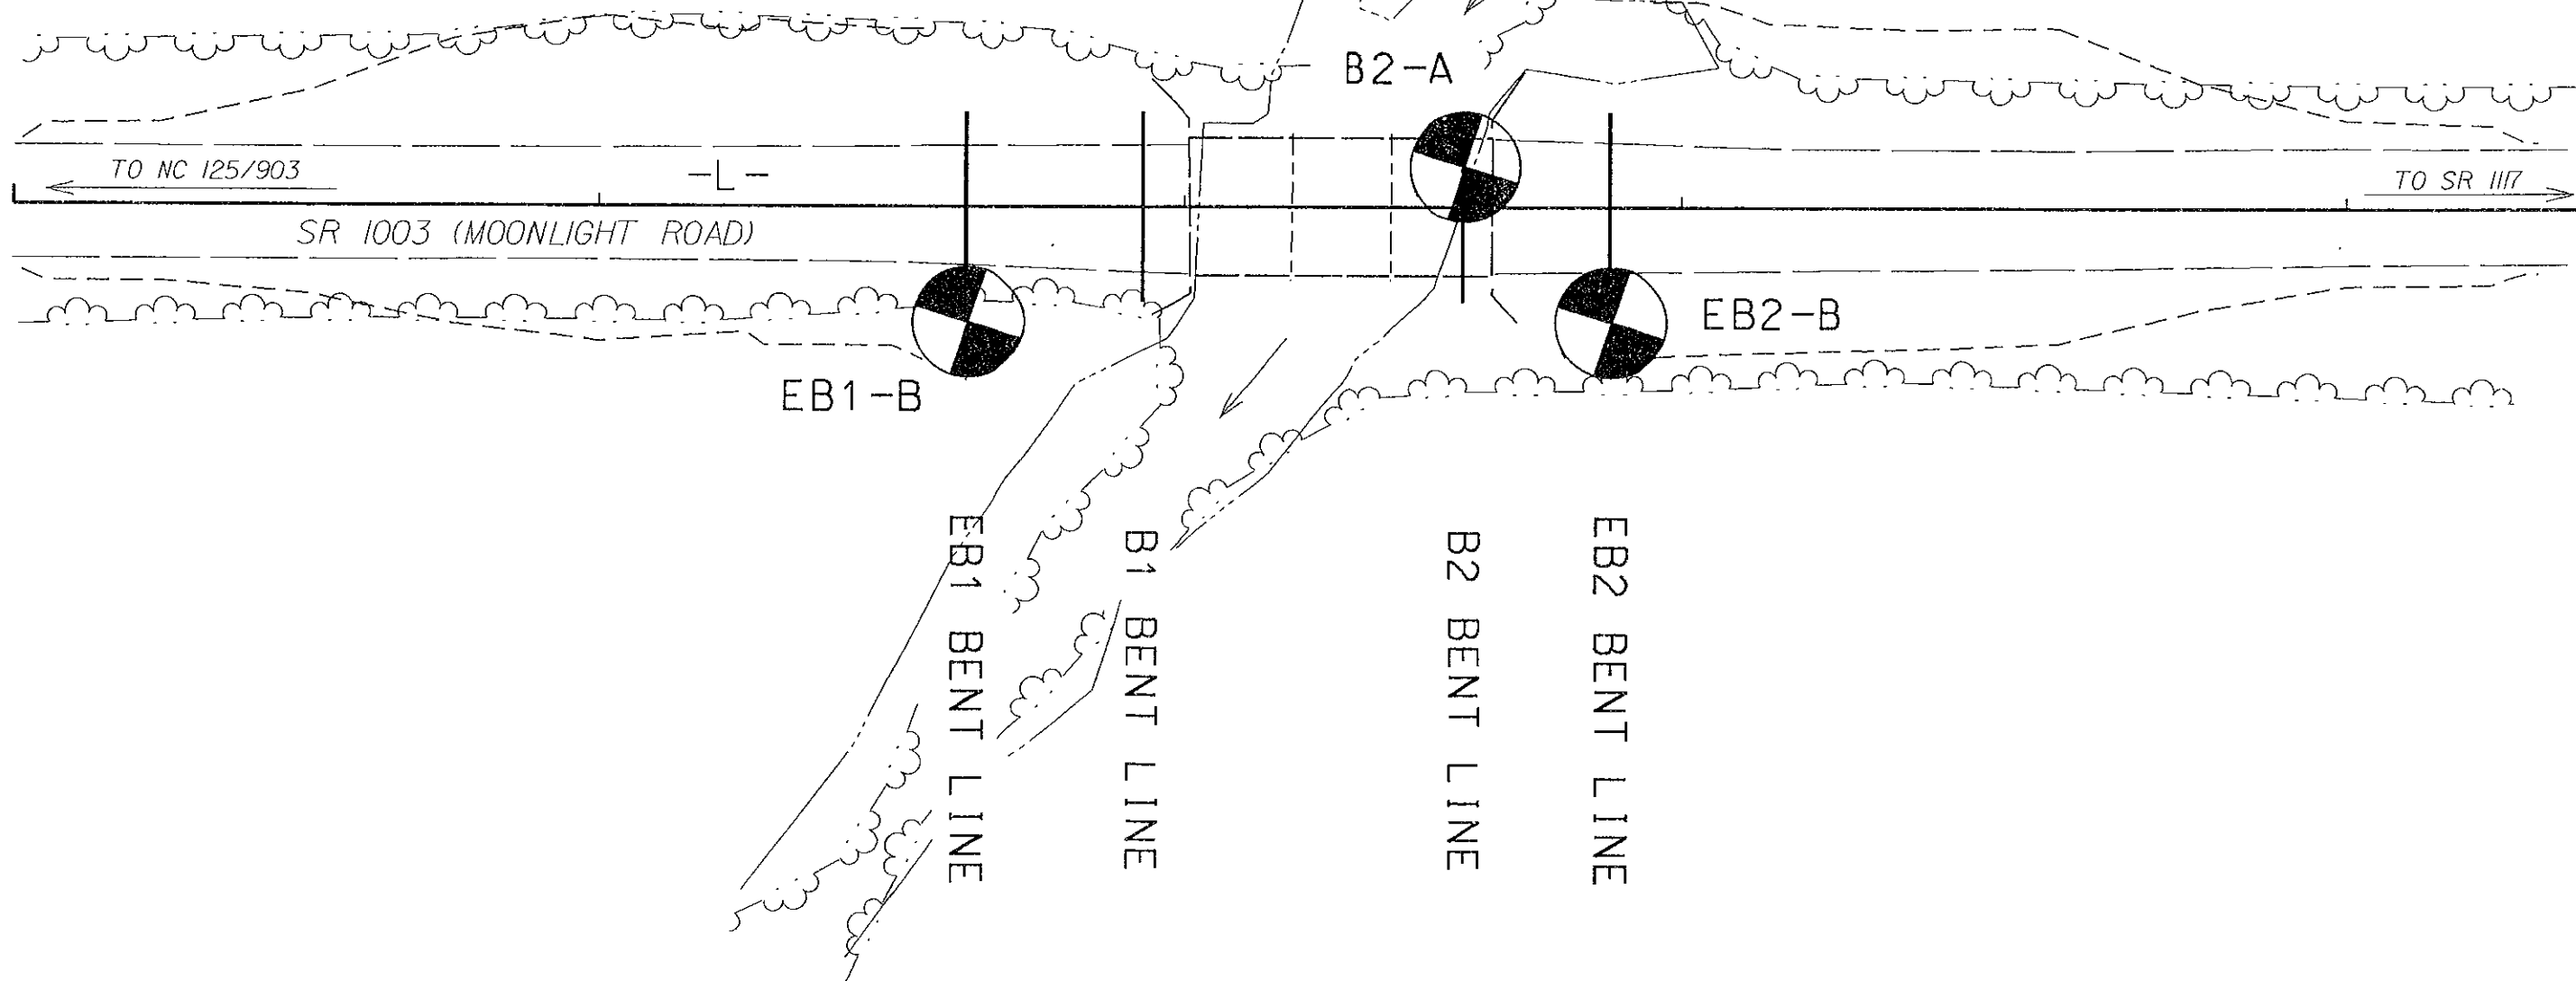 B2-A
TO NC 125/903
-L-
TO SR 1117
SR 1003 (MOONLIGHT ROAD)
EB2-B
EB1-B
EB1 BENT LINE
B1 BENT LINE
B2 BENT LINE
EB2 BENT LINE